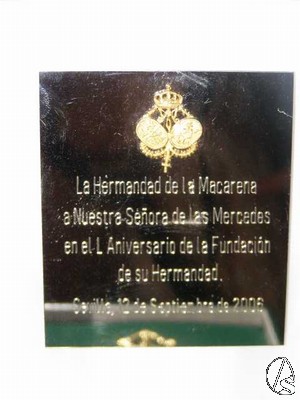 La Hermandad de la Macarena
a Nuestra Señora de las Mercedes
en el L Aniversario de la Fundación
de su Hermandad.
Sevilla, 12 de Septiembre de 2006